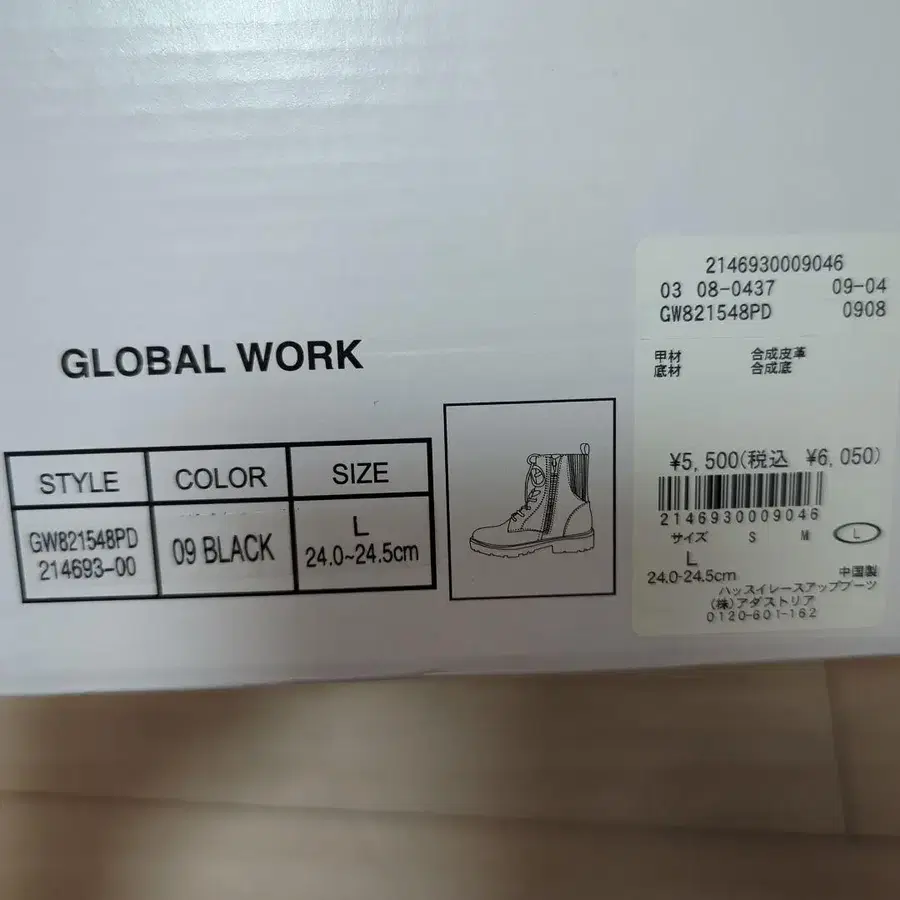 GLOBAL WORK
STYLE COLOR SIZE
GW821548PD
214693-00
09 BLACK
L
24.0~24.5cm
2146930009046
03 08-0437 09-04
GW821548PD 0908
甲材 合成皮革
底材 合成底
¥5,500(税込 ¥6,050)
2146930009046
サイズ S M L
L
24.0-24.5cm 中国製
ハッスイレースアップブーツ
(株)アダストリア
0120-601-162